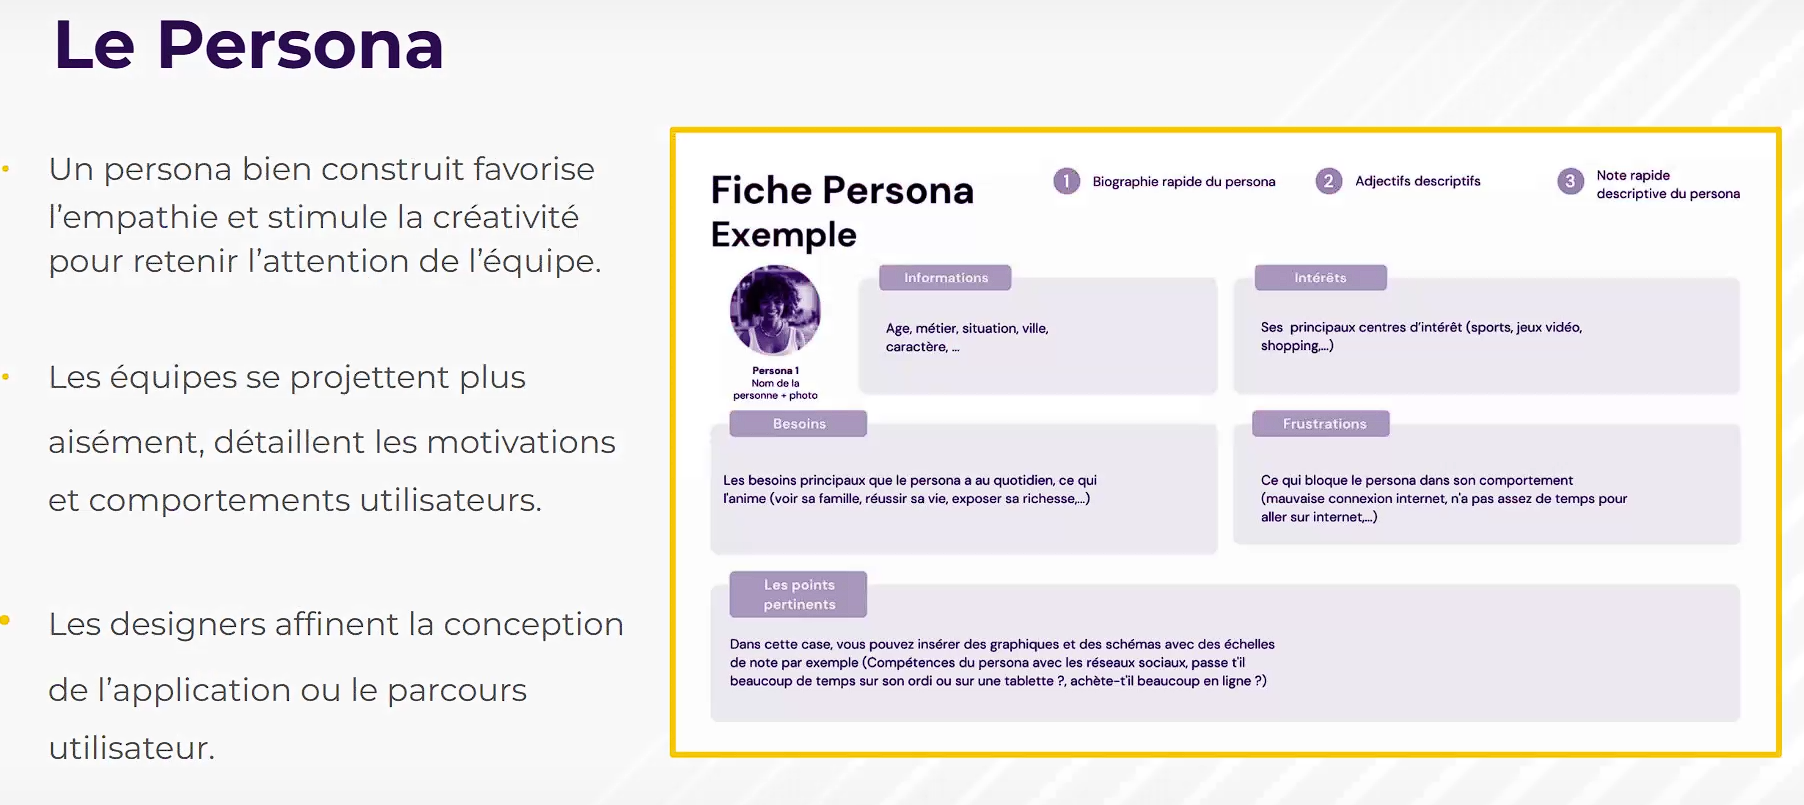 Le Persona
Un persona bien construit favorise
l'empathie et stimule la créativité
pour retenir l'attention de l'équipe.
Les équipes se projettent plus
aisément, détaillent les motivations
et comportements utilisateurs.
Les designers affinent la conception
de l'application ou le parcours
utilisateur.
Fiche Persona
Exemple
1 Biographie rapide du persona
2 Adjectifs descriptifs
3 Note rapide
descriptive du persona
Persona 1
Nom de la
personne + photo
Informations
Age, métier, situation, ville,
caractère, ...
Intérêts
Ses principaux centres d'intérêt (sports, jeux vidéo,
shopping,...)
Besoins
Les besoins principaux que le persona a au quotidien, ce qui
l'anime (voir sa famille, réussir sa vie, exposer sa richesse,...)
Frustrations
Ce qui bloque le persona dans son comportement
(mauvaise connexion internet, n'a pas assez de temps pour
aller sur internet,...)
Les points
pertinents
Dans cette case, vous pouvez insérer des graphiques et des schémas avec des échelles
de note par exemple (Compétences du persona avec les réseaux sociaux, passe t'il
beaucoup de temps sur son ordi ou sur une tablette ?, achète-t'il beaucoup en ligne ?)